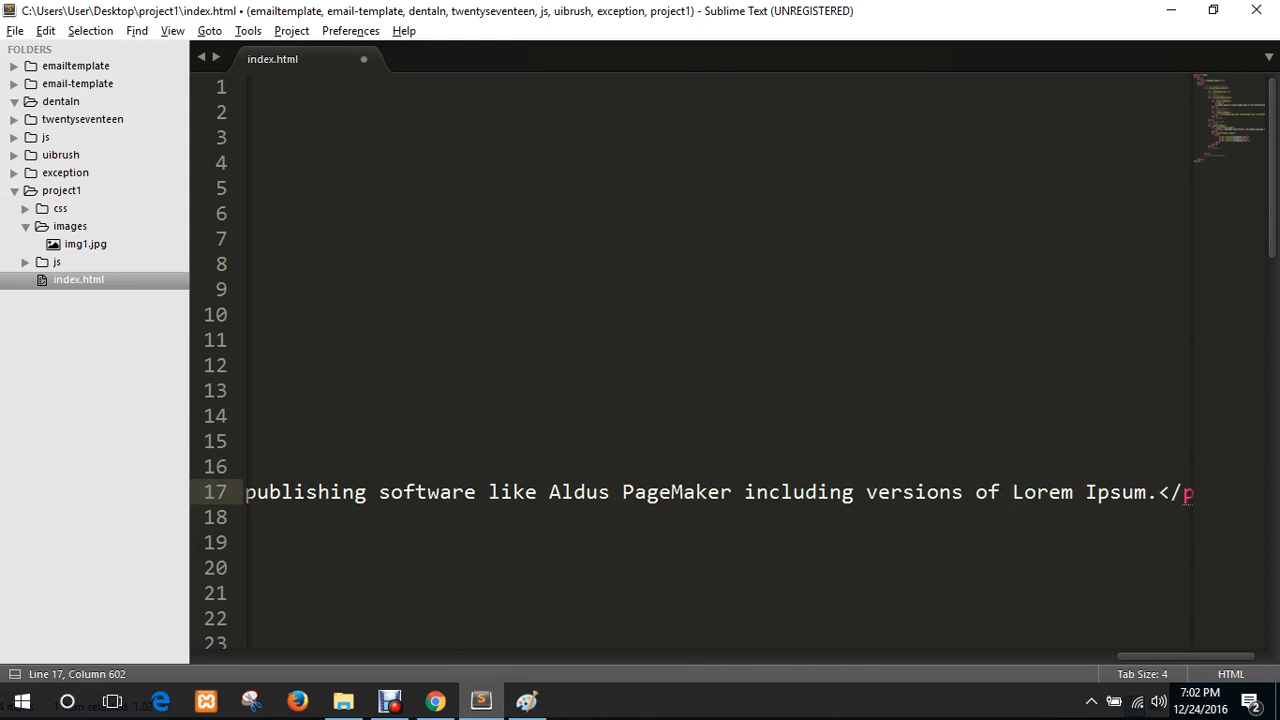 C:\Users\User\Desktop\project1\index.html • (emailtemplate, email-template, dentaln, twentyseventeen, js, uibrush, exception, project1) - Sublime Text (UNREGISTERED)
File Edit Selection Find View Goto Tools Project Preferences Help
FOLDERS
emailtemplate
email-template
dentaln
twentyseventeen
js
uibrush
exception
project1
css
images
img1.jpg
js
index.html
index.html
1
2
3
4
5
6
7
8
9
10
11
12
13
14
15
16
17 publishing software like Aldus PageMaker including versions of Lorem Ipsum.</p
18
19
20
21
22
23
Line 17, Column 602
Tab Size: 4
HTML
7:02 PM
12/24/2016
2